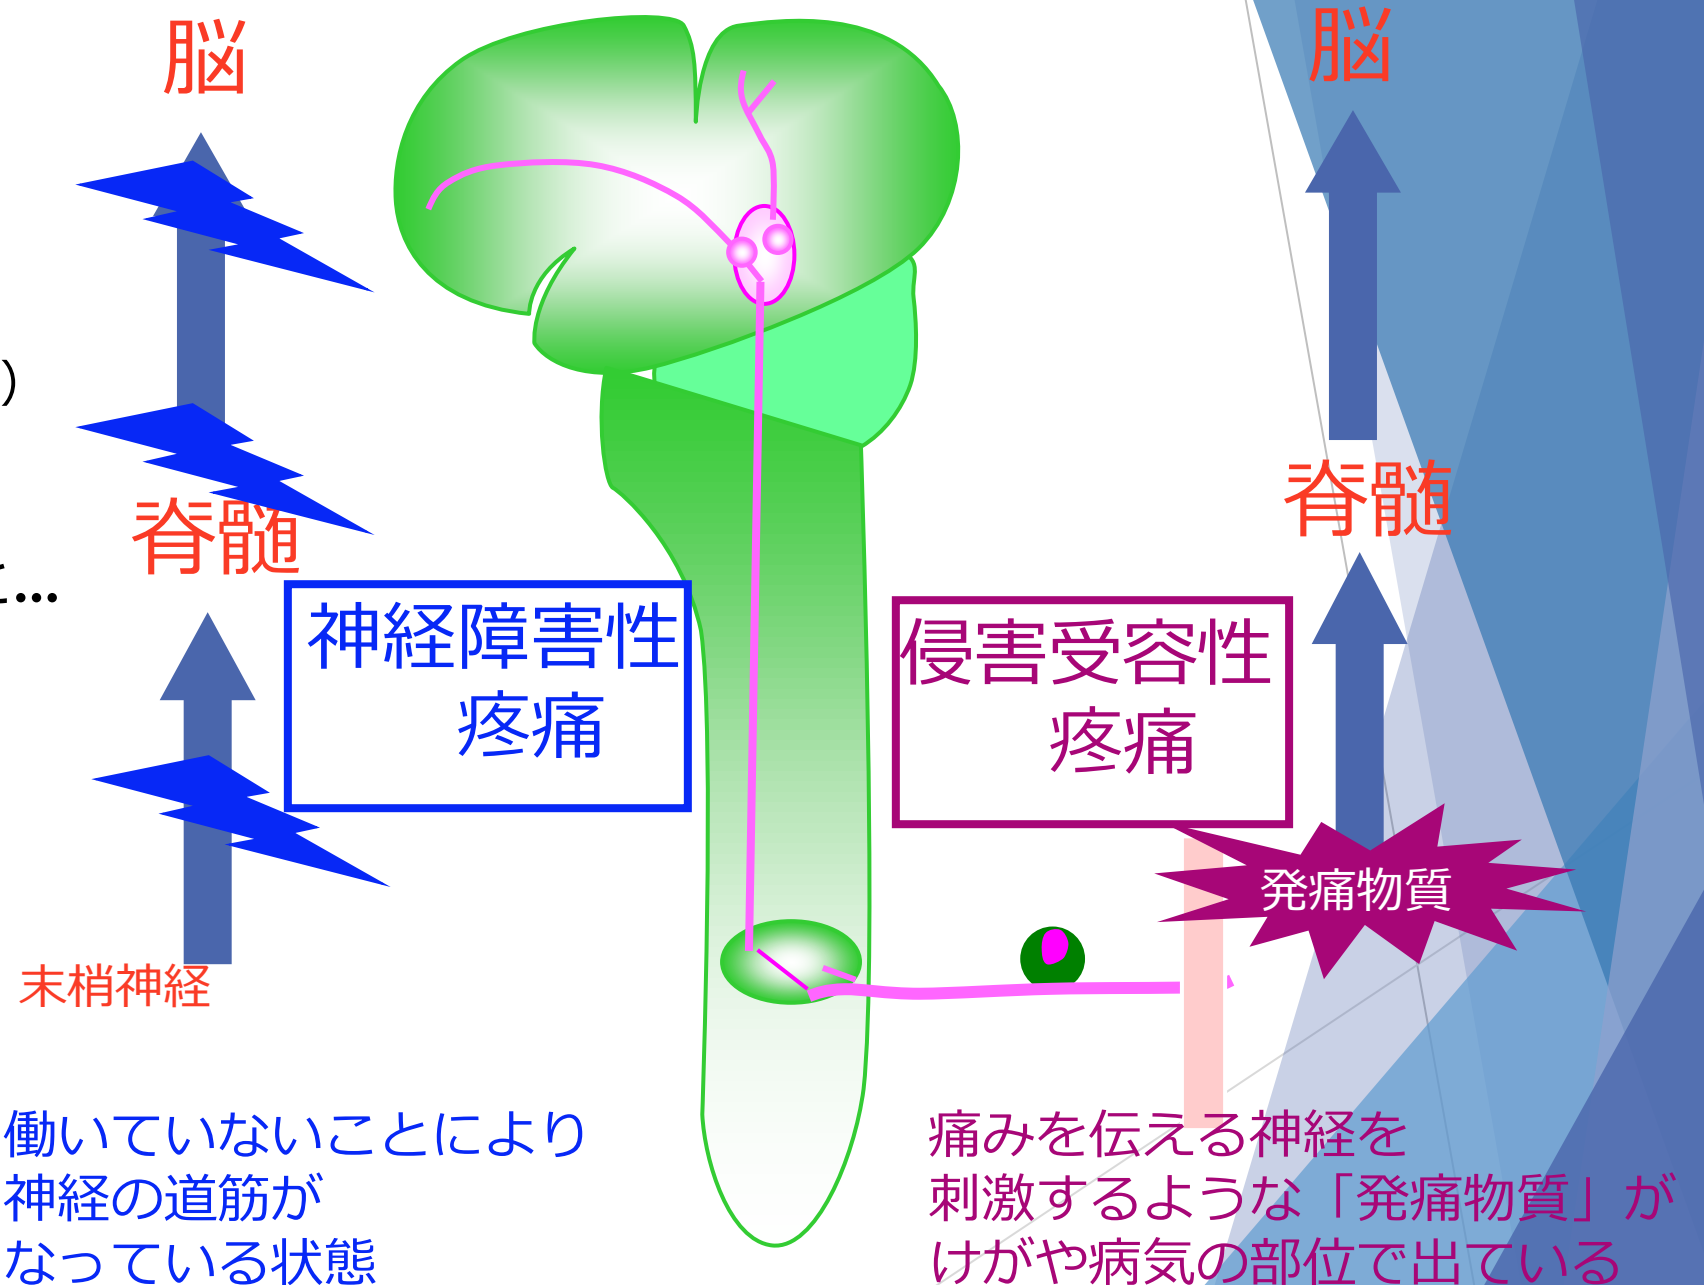 脳
脳
)
脊髄
脊髄
...
神経障害性
疼痛
侵害受容性
疼痛
発痛物質
末梢神経
働いていないことにより
神経の道筋が
なっている状態
痛みを伝える神経を
刺激するような「発痛物質」が
けがや病気の部位で出ている